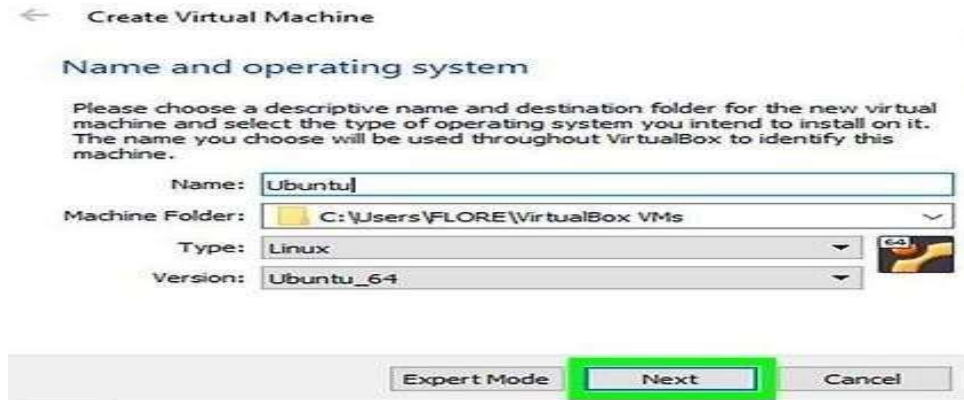 Create Virtual Machine
Name and operating system
Please choose a descriptive name and destination folder for the new virtual
machine and select the type of operating system you intend to install on it.
The name you choose will be used throughout VirtualBox to identify this
machine.
Name: Ubuntu
Machine Folder: C:\Users\FLORE\VirtualBox VMs
Type: Linux
64
Version: Ubuntu_64
Expert Mode Next Cancel